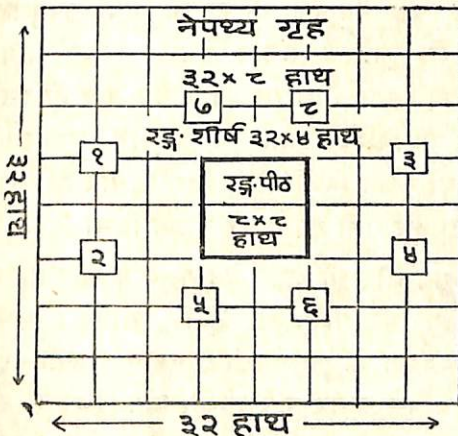 नेपथ्य गृह
३२×८ हाथ
७ ८
रङ्ग·शीर्ष ३२×४ हाथ
१ ३
रङ्ग·पीठ
८×८
हाथ
२ ४
५ ६
३२ हाथ
३२ हाथ